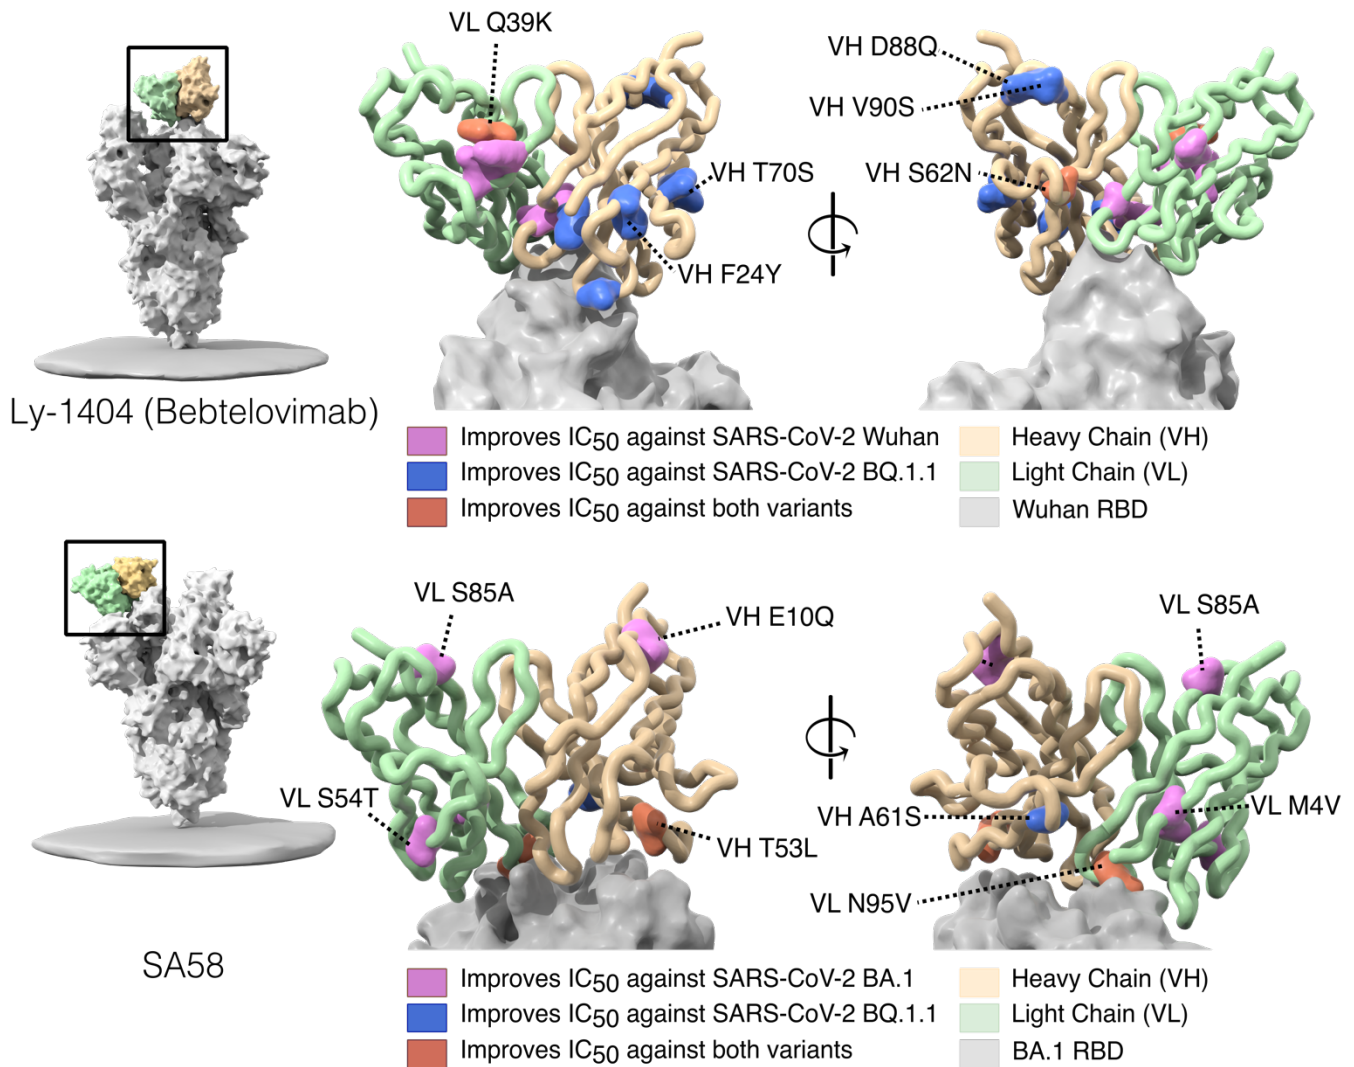 VL Q39K
VH D88Q
VH V90S
VH T70S
VH S62N
VH F24Y
Ly-1404 (Bebtelovimab)
Improves IC50 against SARS-CoV-2 Wuhan
Heavy Chain (VH)
Improves IC50 against SARS-CoV-2 BQ.1.1
Light Chain (VL)
Improves IC50 against both variants
Wuhan RBD
VL S85A
VH E10Q
VL S85A
VL S54T
VH T53L
VH A61S
VL M4V
VL N95V
SA58
Improves IC50 against SARS-CoV-2 BA.1
Heavy Chain (VH)
Improves IC50 against SARS-CoV-2 BQ.1.1
Light Chain (VL)
Improves IC50 against both variants
BA.1 RBD